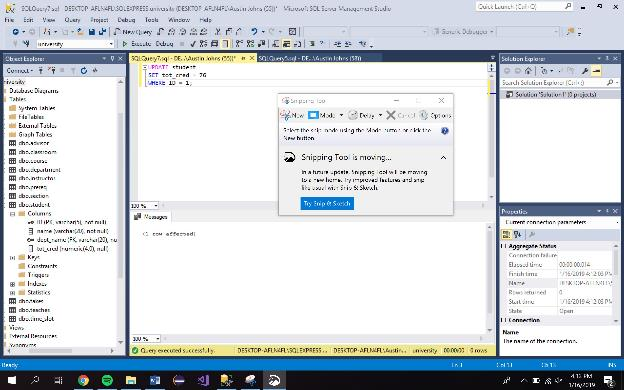 SQLQuery7.sql - DESKTOP-AFLN4FL\SQLEXPRESS.university (DESKTOP-AFLN4FL\Austin Johns (55))* - Microsoft SQL Server Management Studio
Quick Launch (Ctrl+Q)
File Edit View Query Project Debug Tools Window Help
New Query
Generic Debugger
university
Execute Debug
Object Explorer
Connect
university
Database Diagrams
Tables
System Tables
FileTables
External Tables
Graph Tables
dbo.advisor
dbo.classroom
dbo.course
dbo.department
dbo.instructor
dbo.prereq
dbo.section
dbo.student
Columns
ID (PK, varchar(5), not null)
name (varchar(20), not null)
dept_name (FK, varchar(20), nu
tot_cred (numeric(4,0), null)
Keys
Constraints
Triggers
Indexes
Statistics
dbo.takes
dbo.teaches
dbo.time_slot
Views
External Resources
Synonyms
SQLQuery7.sql - DE...\Austin Johns (55))*
SQLQuery5.sql - DE...\Austin Johns (58))
UPDATE student
SET tot_cred = 76
WHERE ID = 1;
100 %
Messages
(1 row affected)
100 %
Query executed successfully.
DESKTOP-AFLN4FL\SQLEXPRESS ...
DESKTOP-AFLN4FL\Austin...
university
00:00:00
0 rows
Snipping Tool
New Mode Delay Cancel Options
Select the snip mode using the Mode button or click the
New button.
Snipping Tool is moving...
In a future update, Snipping Tool will be moving
to a new home. Try improved features and snip
like usual with Snip & Sketch.
Try Snip & Sketch
Solution Explorer
Search Solution Explorer (Ctrl+;)
Solution 'Solution1' (0 projects)
Properties
Current connection parameters
Aggregate Status
Connection failure
Elapsed time 00:00:00.014
Finish time 1/16/2019 4:12:03 PM
Name DESKTOP-AFLN4FL\S
Rows returned 0
Start time 1/16/2019 4:12:03 PM
State Open
Connection
Name
The name of the connection.
Ready
Ln 3
Col 13
Ch 13
INS
4:12 PM
1/16/2019